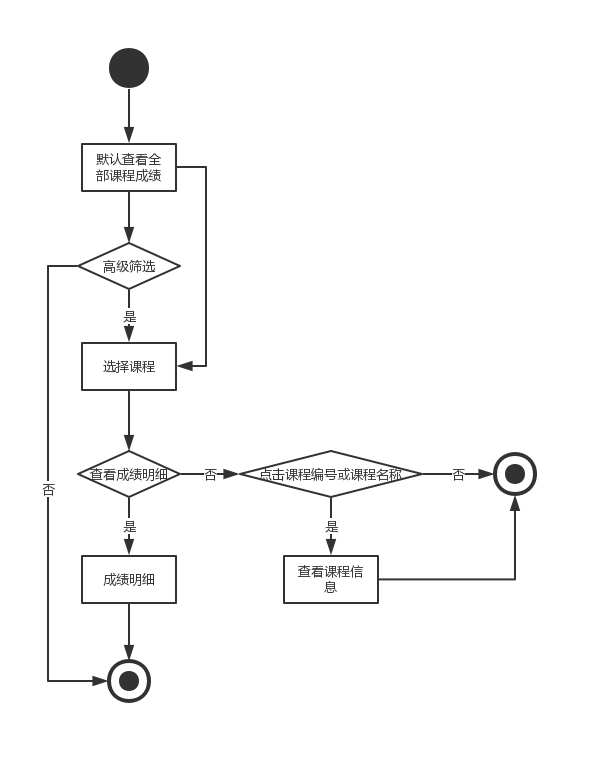 默认查看全
部课程成绩
高级筛选
是
选择课程
查看成绩明细
否
点击课程编号或课程名称
否
否
是
是
成绩明细
查看课程信
息